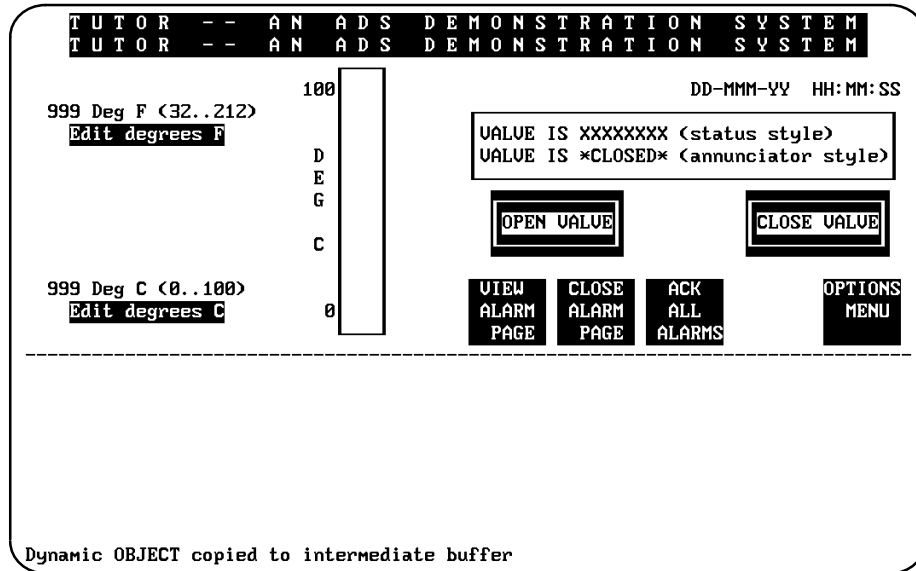 TUTOR -- AN ADS DEMONSTRATION SYSTEM
TUTOR -- AN ADS DEMONSTRATION SYSTEM
100
DD-MMM-YY HH:MM:SS
999 Deg F (32..212)
Edit degrees F
VALUE IS XXXXXXXX (status style)
VALUE IS *CLOSED* (annunciator style)
D
E
G
C
OPEN VALUE
CLOSE VALUE
999 Deg C (0..100)
Edit degrees C
0
VIEW
ALARM
PAGE
CLOSE
ALARM
PAGE
ACK
ALL
ALARMS
OPTIONS
MENU
Dynamic OBJECT copied to intermediate buffer